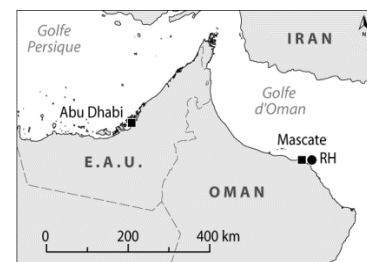 Golfe
Persique
IRAN
N
Golfe
d'Oman
Abu Dhabi
Mascate
RH
E.A.U.
OMAN
0 200 400 km